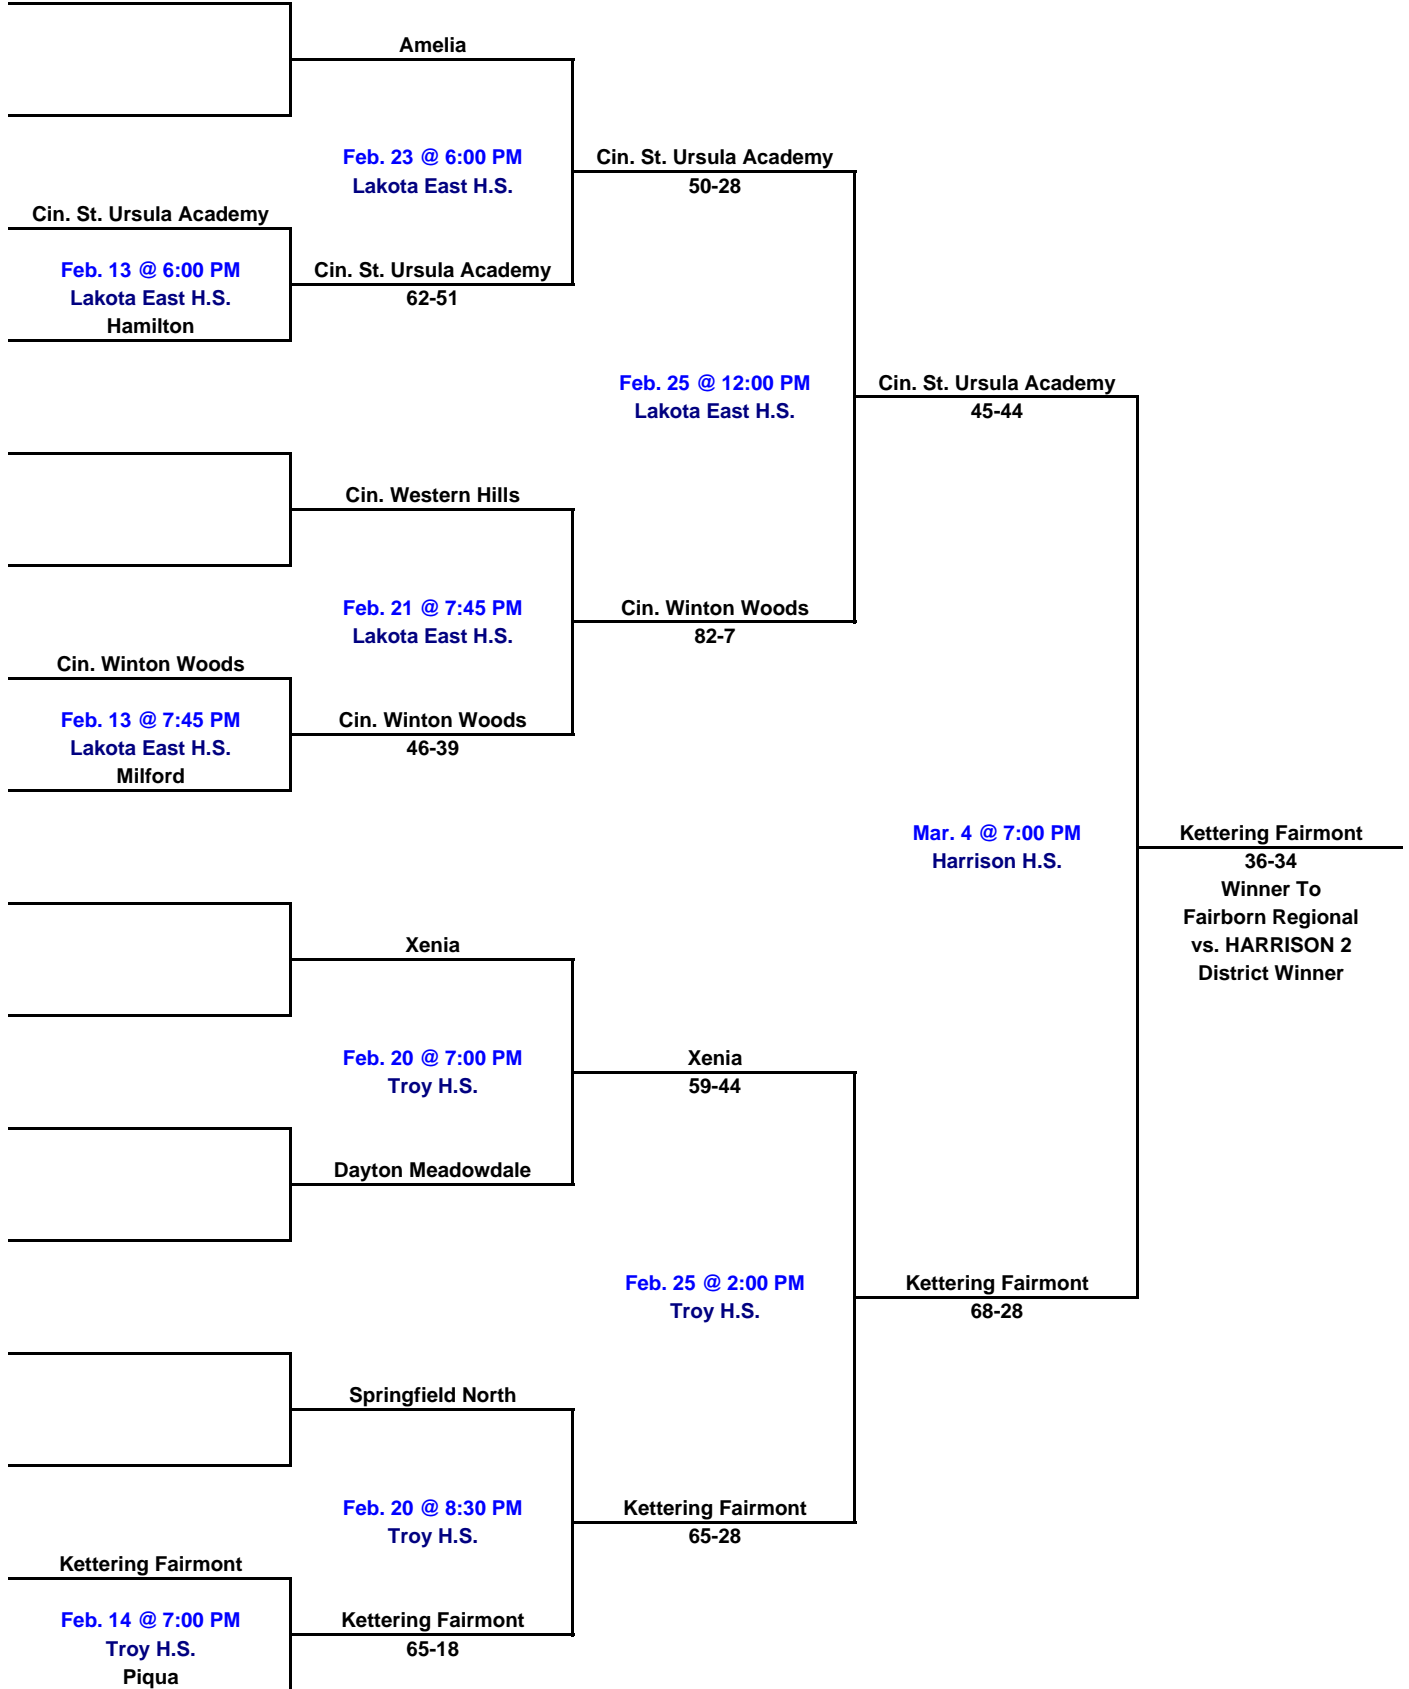 Amelia
Feb. 23 @ 6:00 PM
Lakota East H.S.
Cin. St. Ursula Academy
50-28
Cin. St. Ursula Academy
Feb. 13 @ 6:00 PM
Lakota East H.S.
Hamilton
Cin. St. Ursula Academy
62-51
Feb. 25 @ 12:00 PM
Lakota East H.S.
Cin. St. Ursula Academy
45-44
Cin. Western Hills
Feb. 21 @ 7:45 PM
Lakota East H.S.
Cin. Winton Woods
82-7
Cin. Winton Woods
Feb. 13 @ 7:45 PM
Lakota East H.S.
Milford
Cin. Winton Woods
46-39
Mar. 4 @ 7:00 PM
Harrison H.S.
Kettering Fairmont
36-34
Winner To
Fairborn Regional
vs. HARRISON 2
District Winner
Xenia
Feb. 20 @ 7:00 PM
Troy H.S.
Xenia
59-44
Dayton Meadowdale
Feb. 25 @ 2:00 PM
Troy H.S.
Kettering Fairmont
68-28
Springfield North
Feb. 20 @ 8:30 PM
Troy H.S.
Kettering Fairmont
65-28
Kettering Fairmont
Feb. 14 @ 7:00 PM
Troy H.S.
Piqua
Kettering Fairmont
65-18